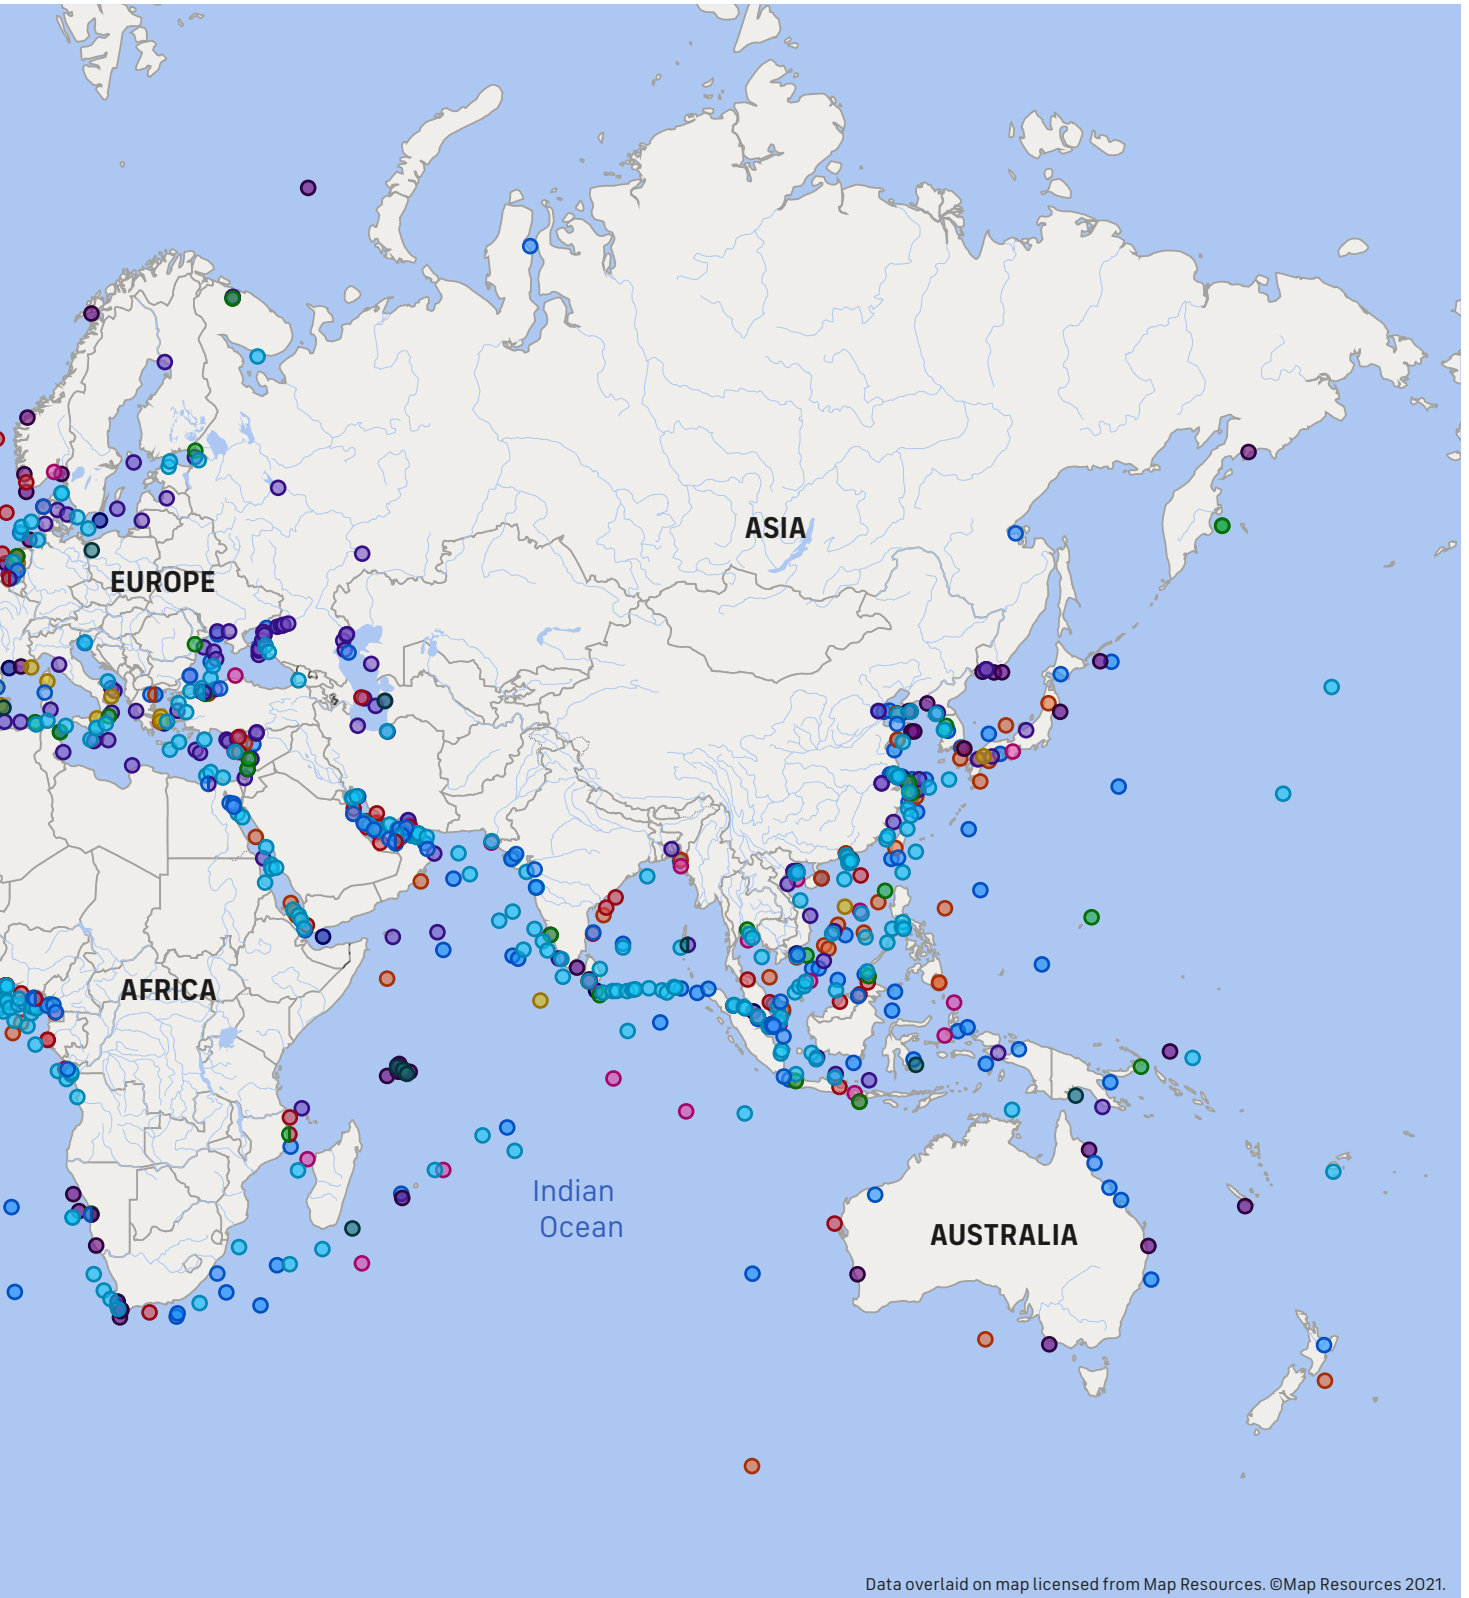 ASIA
EUROPE
AFRICA
Indian
Ocean
AUSTRALIA
Data overlaid on map licensed from Map Resources. ©Map Resources 2021.